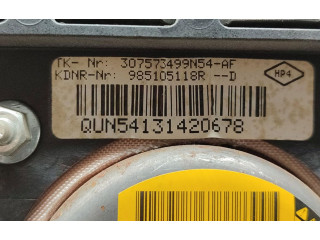 TK- Nr: 307573499N54-AF
KDNR-Nr: 985105118R --D
HP4
QUN54131420678